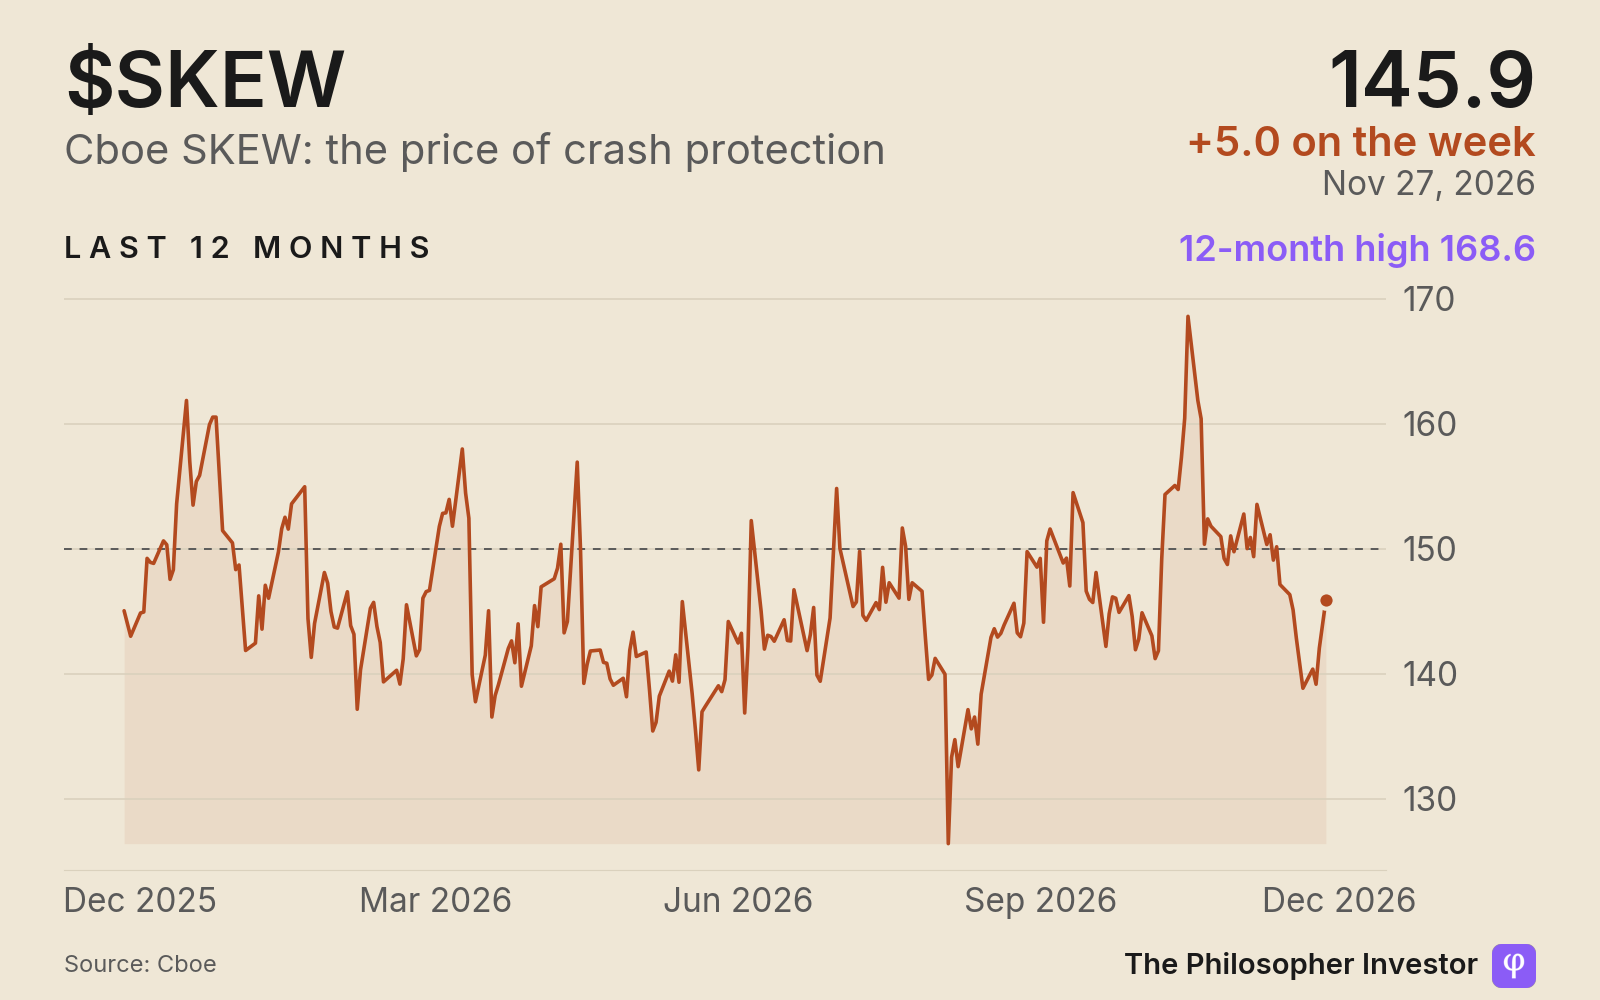 $SKEW
145.9
Cboe SKEW: the price of crash protection
+5.0 on the week
Nov 27, 2026
LAST 12 MONTHS
12-month high 168.6
170
160
150
140
130
Dec 2025
Mar 2026
Jun 2026
Sep 2026
Dec 2026
Source: Cboe
The Philosopher Investor
φ